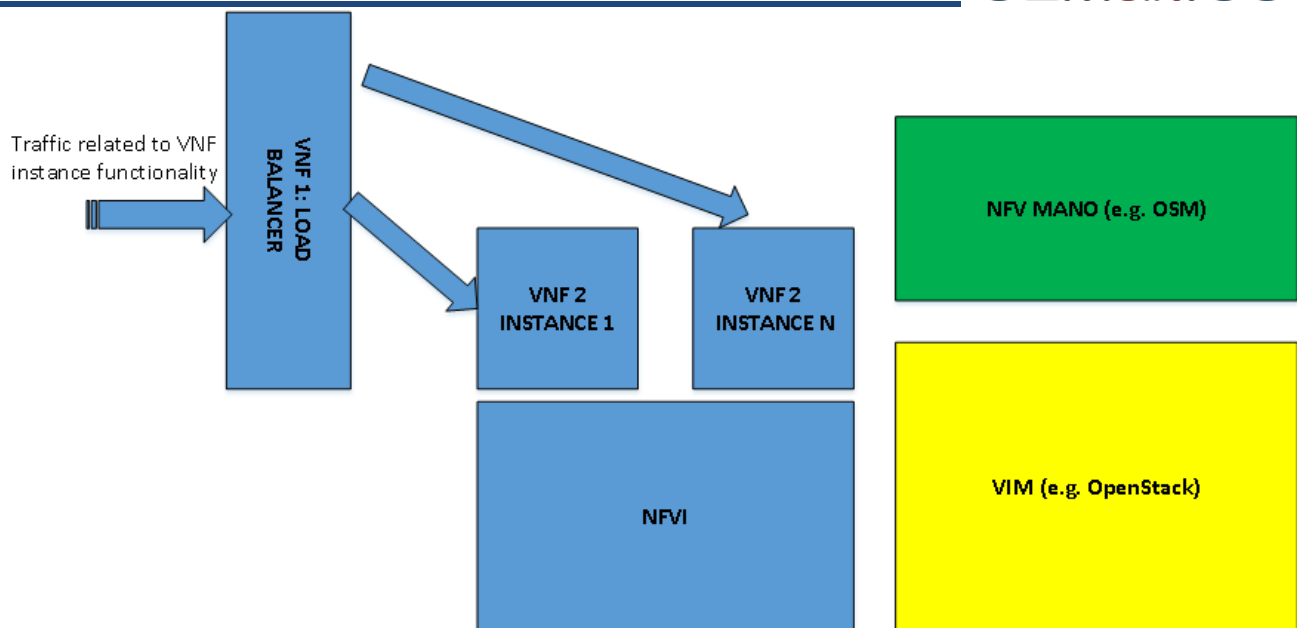 Traffic related to VNF
instance functionality
VNF 1: LOAD
BALANCER
VNF 2
INSTANCE 1
VNF 2
INSTANCE N
NFV MANO (e.g. OSM)
VIM (e.g. OpenStack)
NFVI